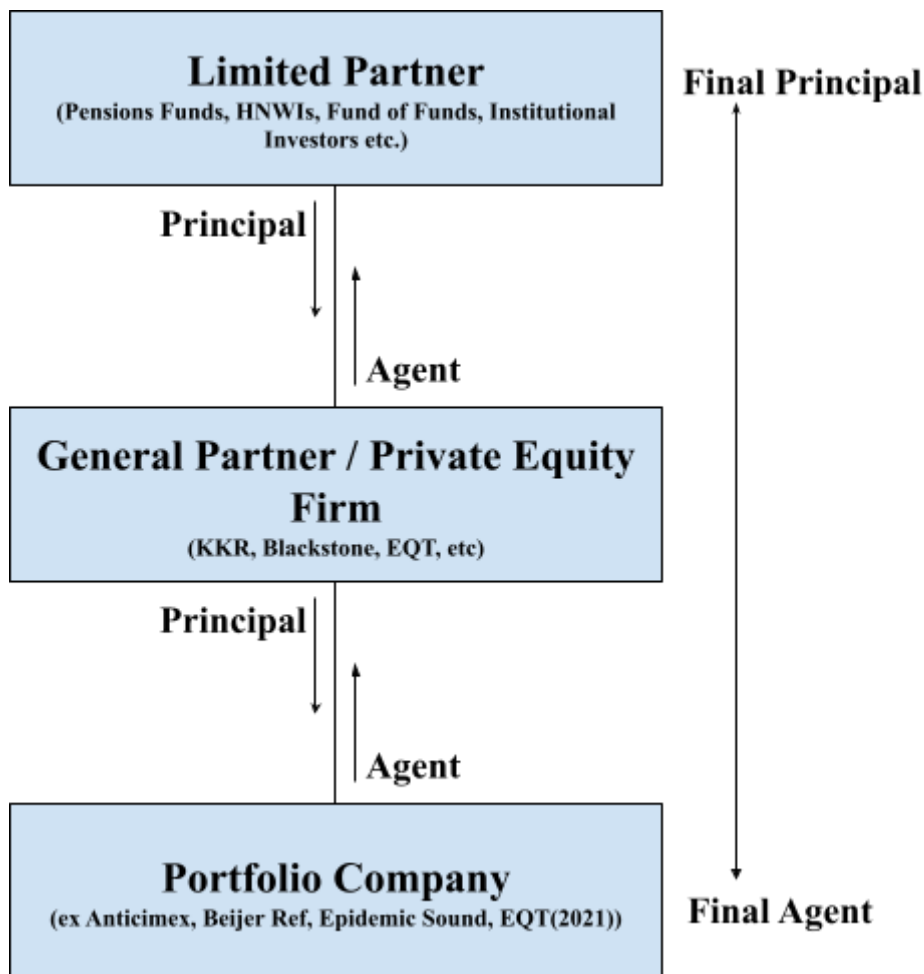 Limited Partner
(Pensions Funds, HNWIs, Fund of Funds, Institutional
Investors etc.)
Final Principal
Principal
Agent
General Partner / Private Equity
Firm
(KKR, Blackstone, EQT, etc)
Principal
Agent
Portfolio Company
(ex Anticimex, Beijer Ref, Epidemic Sound, EQT(2021))
Final Agent